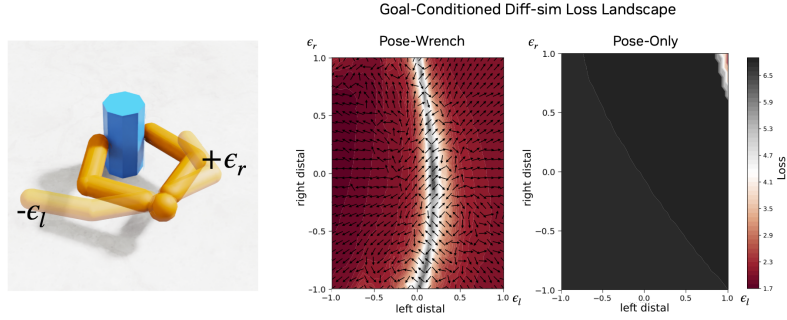 Goal-Conditioned Diff-sim Loss Landscape
ϵr Pose-Wrench
ϵr Pose-Only
+ϵr
-ϵl
1.0
0.5
0.0
−0.5
−1.0
right distal
−1.0 −0.5 0.0 0.5 1.0 ϵl
left distal
1.0
0.5
0.0
−0.5
−1.0
right distal
−1.0 −0.5 0.0 0.5 1.0
left distal
6.5
5.9
5.3
4.7
4.1
3.5
2.9
2.3
1.7
Loss
ϵl